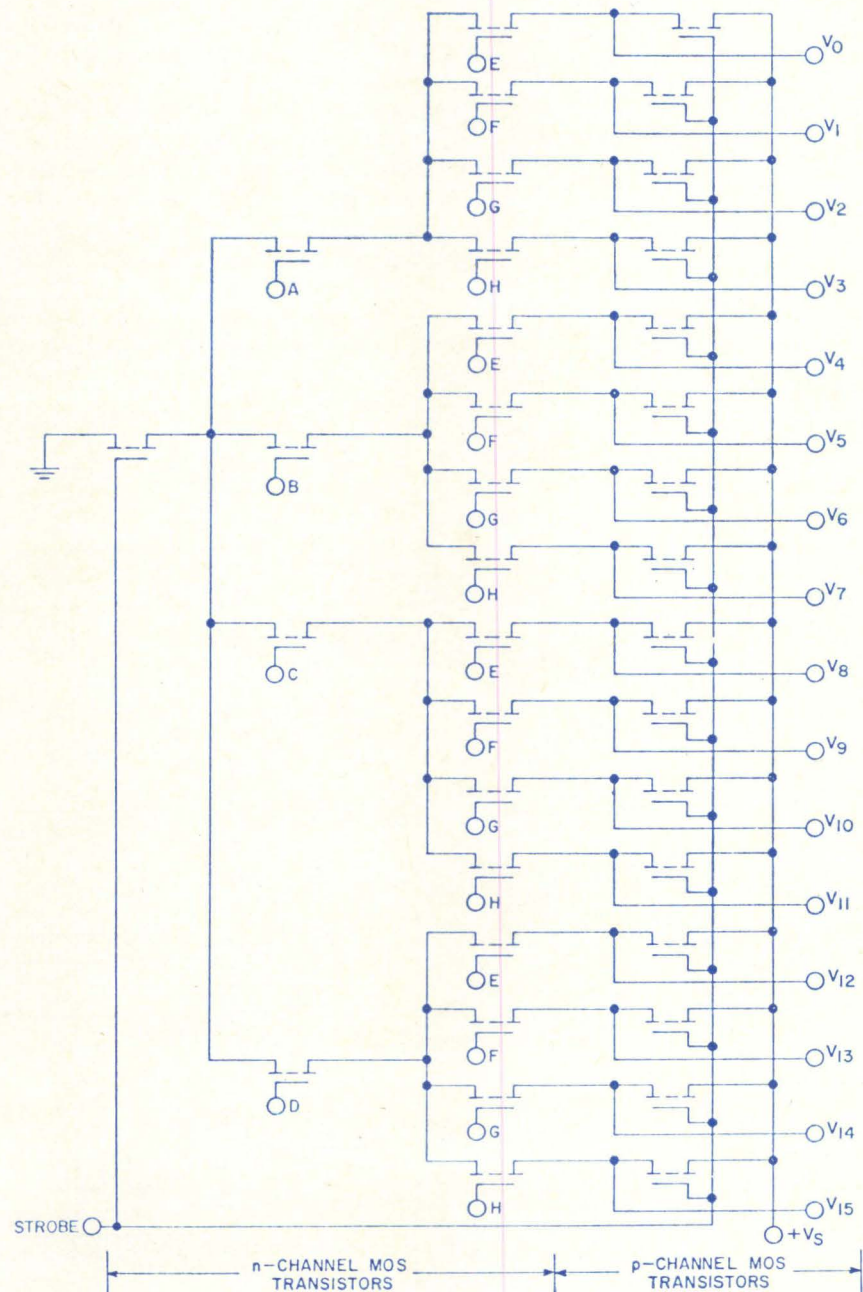 E
V0
F
V1
G
V2
A
H
V3
E
V4
F
V5
B
G
V6
H
V7
C
E
V8
F
V9
G
V10
H
V11
E
V12
F
V13
D
G
V14
H
V15
STROBE
+VS
n-CHANNEL MOS
TRANSISTORS
p-CHANNEL MOS
TRANSISTORS